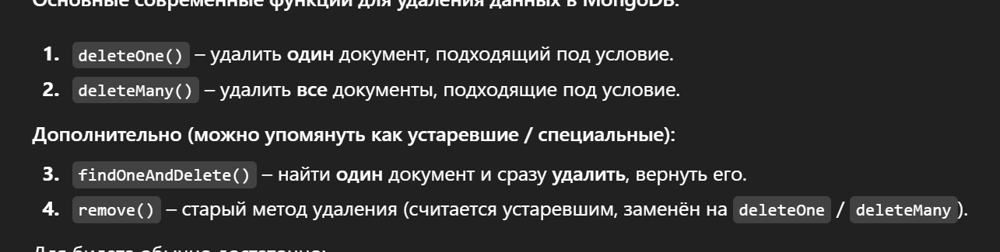 Основные современные функции для удаления данных в MongoDB:
1. deleteOne() – удалить один документ, подходящий под условие.
2. deleteMany() – удалить все документы, подходящие под условие.
Дополнительно (можно упомянуть как устаревшие / специальные):
3. findOneAndDelete() – найти один документ и сразу удалить, вернуть его.
4. remove() – старый метод удаления (считается устаревшим, заменён на deleteOne / deleteMany).
Для билета обычно достаточно: